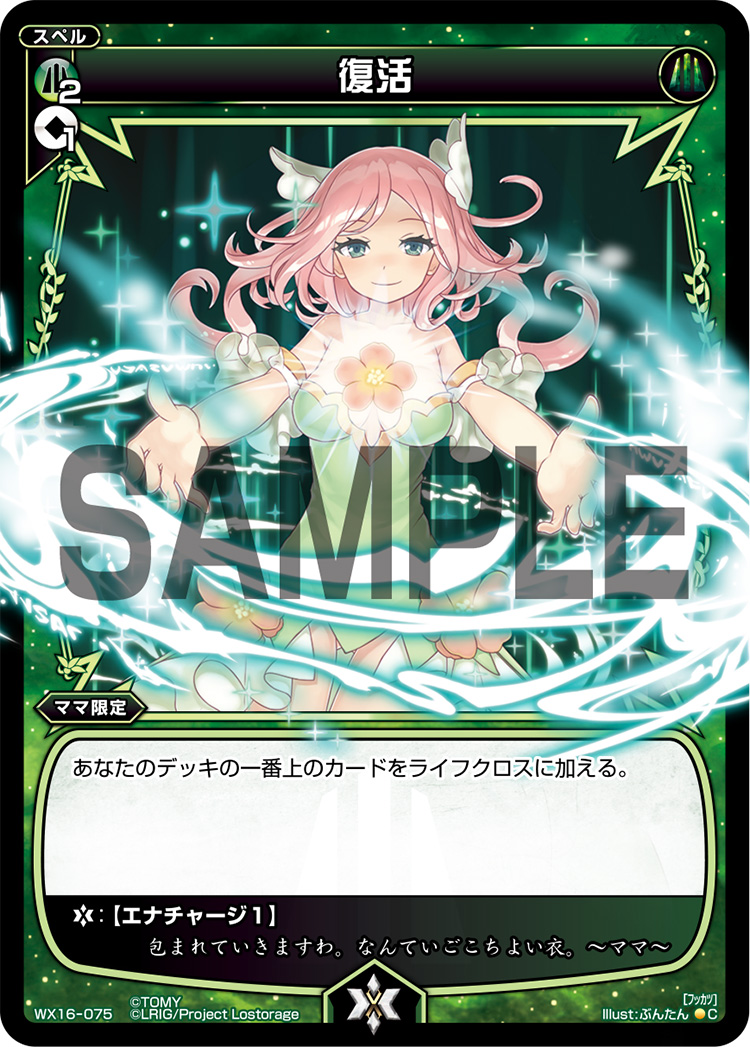 スペル
復活
2
1
SAMPLE
ママ限定
あなたのデッキの一番上のカードをライフクロスに加える。
:【エナチャージ1】
包まれていきますわ。なんていごこちよい衣。~ママ~
©TOMY
[フッカツ]
WX16-075 ©LRIG/Project Lostorage Illust:ぶんたん C